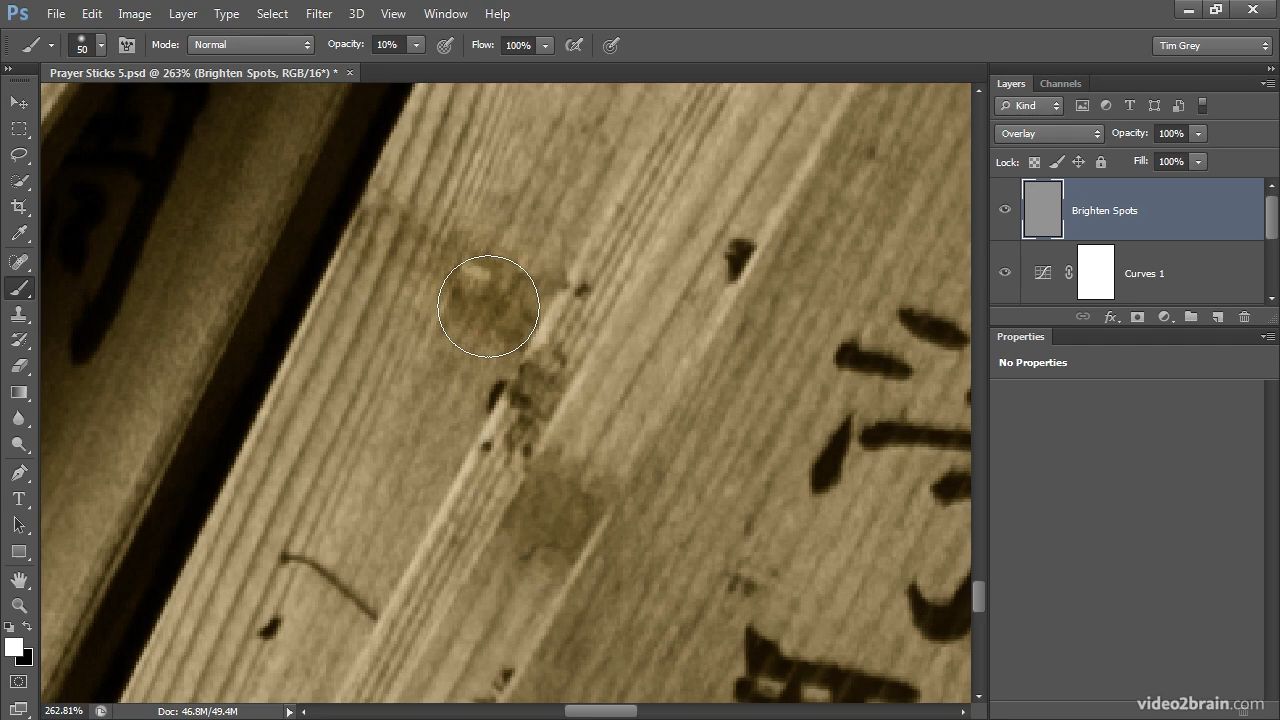 Ps File Edit Image Layer Type Select Filter 3D View Window Help
50 Mode: Normal Opacity: 10% Flow: 100% Tim Grey
Prayer Sticks 5.psd @ 263% (Brighten Spots, RGB/16*) * ×
Layers Channels
Kind T
Overlay Opacity: 100%
Lock: Fill: 100%
Brighten Spots
Curves 1
fx
Properties
No Properties
T
262.81% Doc: 46.8M/49.4M
video2brain.com